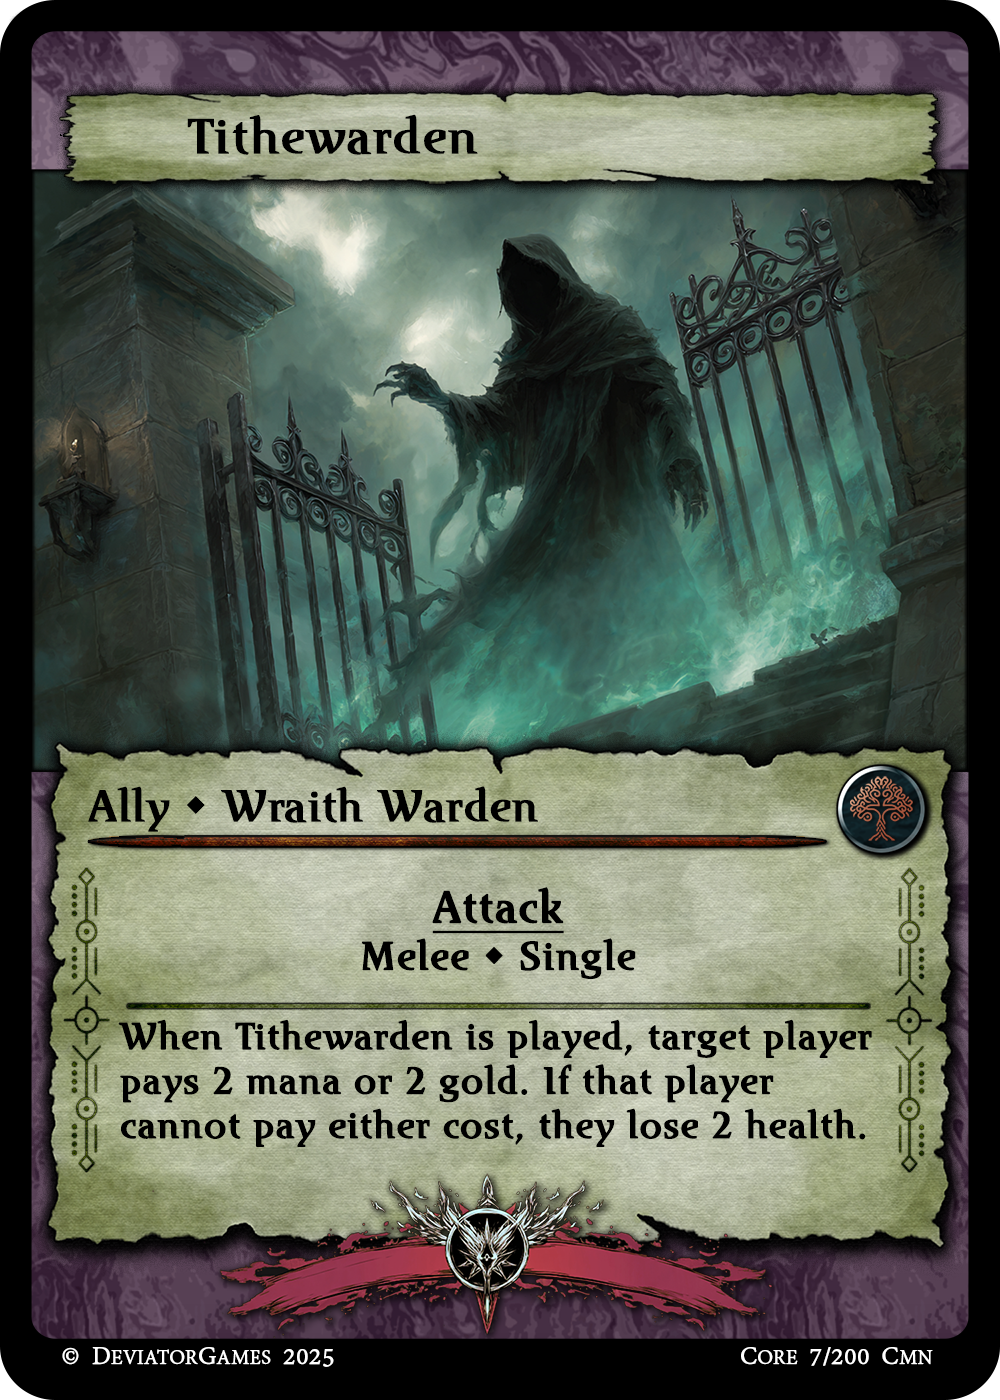 Tithewarden
Ally ◆ Wraith Warden
Attack
Melee ◆ Single
When Tithewarden is played, target player
pays 2 mana or 2 gold. If that player
cannot pay either cost, they lose 2 health.
© DeviatorGames 2025
Core 7/200 Cmn